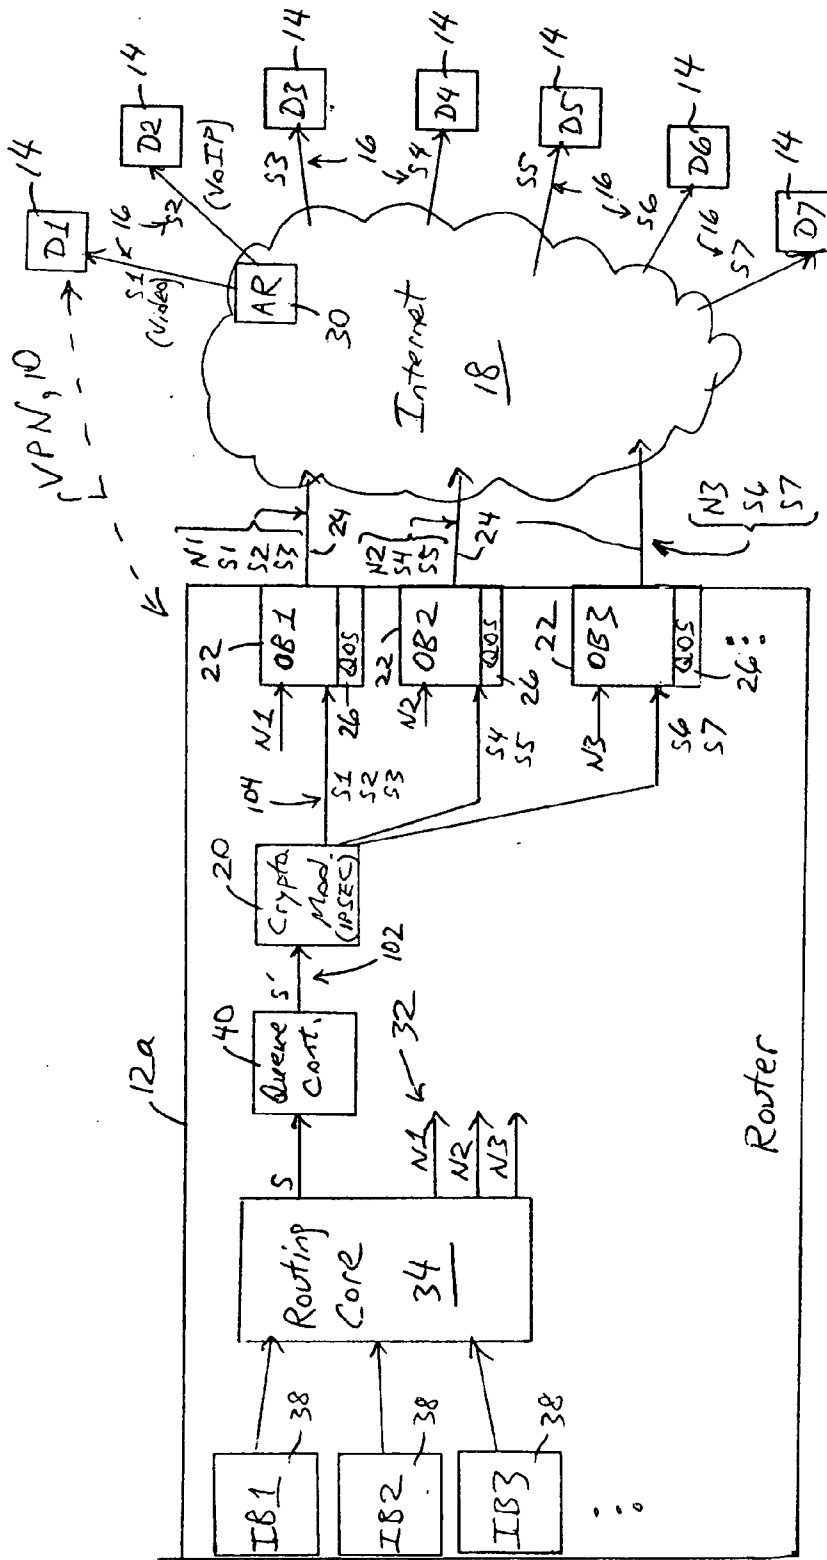 VPN, 10
12a
IB1
38
IB2
38
IB3
38
...
Routing
Core
34
S
N1
N2
N3
32
40
Queue
Cont.
S'
102
20
Crypto
Mod.
(IPSEC)
104
S1
S2
S3
S4
S5
S6
S7
N1
22
OB1
QOS
26
N2
22
OB2
QOS
26
N3
22
OB3
QOS
26
...
Router
N1
S1
S2
S3
24
N2
S4
S5
24
N3
S6
S7
Internet
18
AR
30
S1
(Video)
16
D1
14
S2
(VoIP)
D2
14
S3
16
D3
14
S4
D4
14
S5
16
D5
14
S6
16
D6
14
S7
D7
14